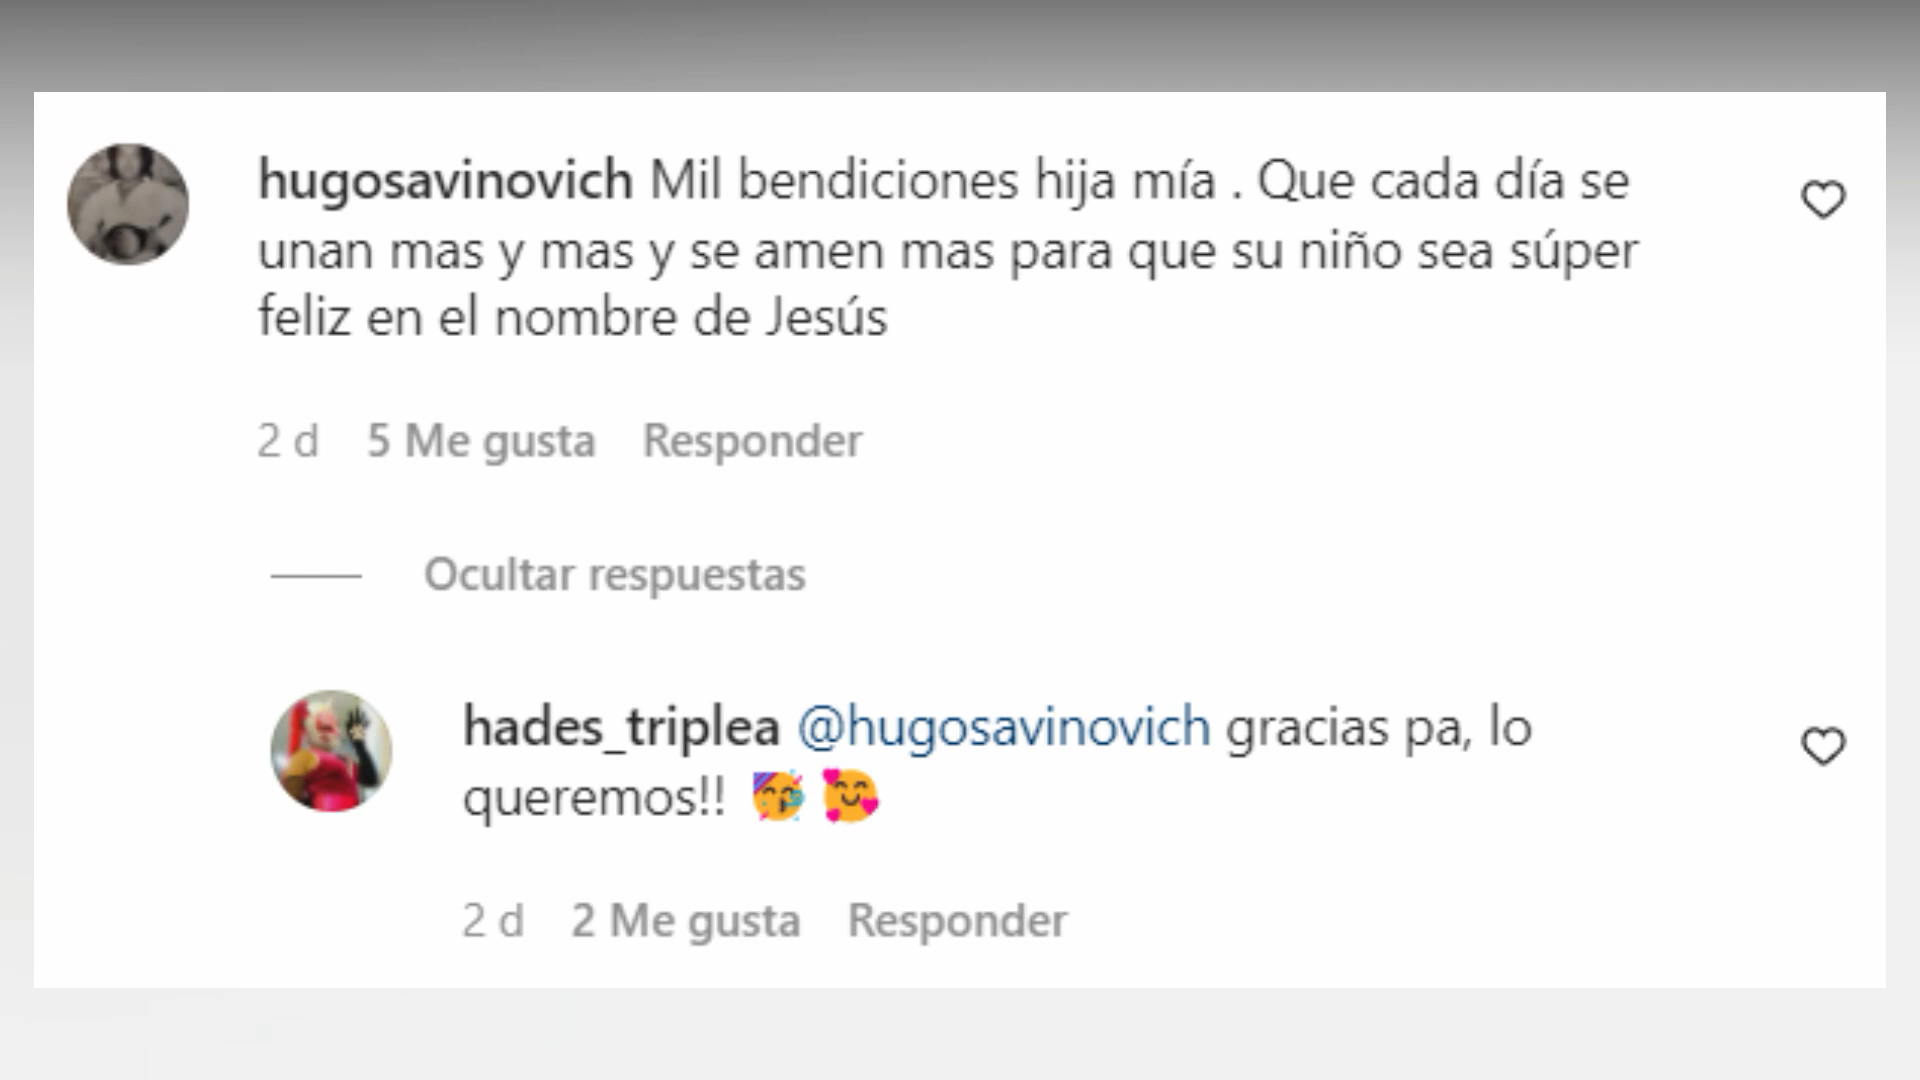 hugosavinovich Mil bendiciones hija mía . Que cada día se
unan mas y mas y se amen mas para que su niño sea súper
feliz en el nombre de Jesús
2 d 5 Me gusta Responder
Ocultar respuestas
hades_triplea @hugosavinovich gracias pa, lo
queremos!! 🥳🥰
2 d 2 Me gusta Responder